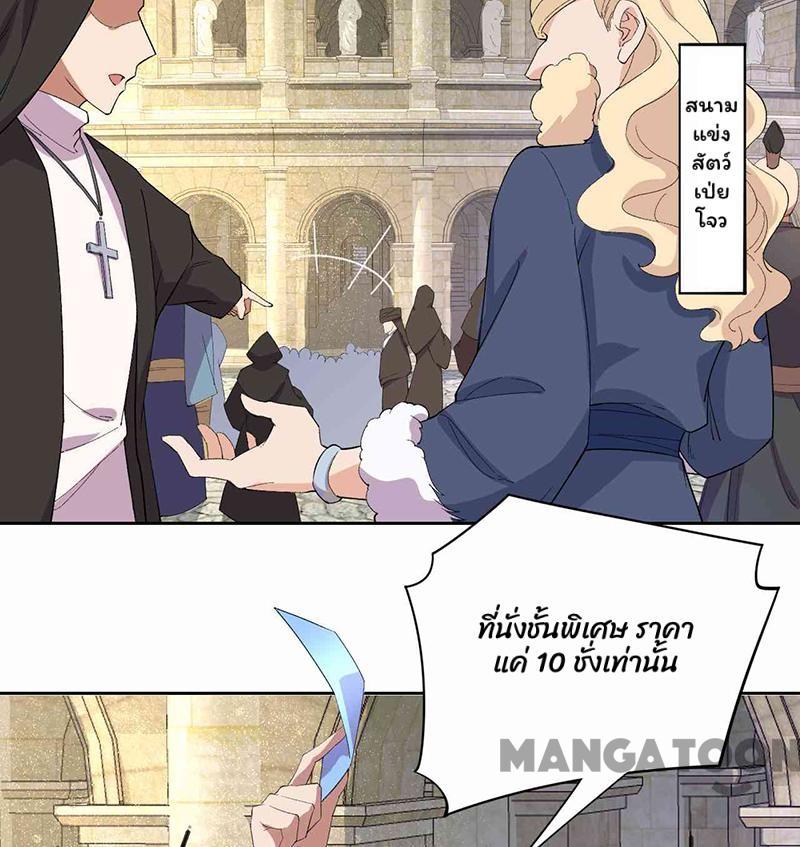 สนาม
แข่ง
สัตว์
เป่ย
โจว
ที่นั่งชั้นพิเศษ ราคา
แค่ 10 ชั่งเท่านั้น
MANGATOON